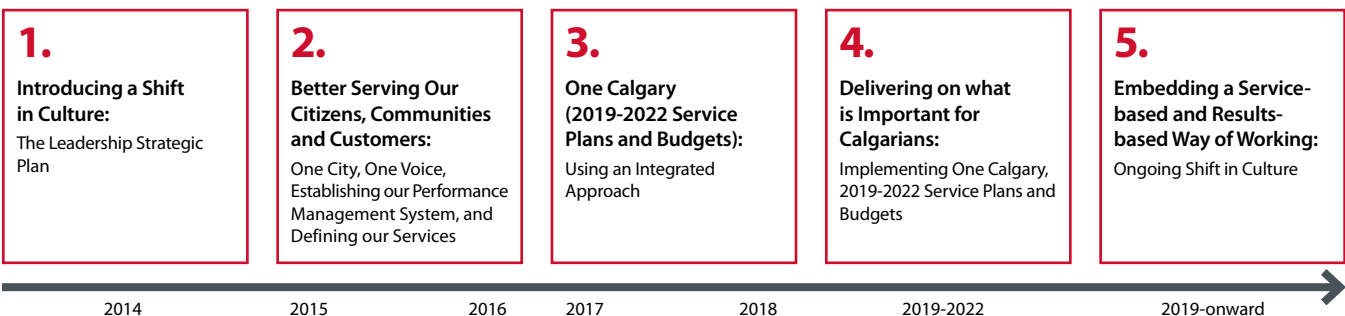 1.
Introducing a Shift
in Culture:
The Leadership Strategic
Plan
2.
Better Serving Our
Citizens, Communities
and Customers:
One City, One Voice,
Establishing our Performance
Management System, and
Defining our Services
3.
One Calgary
(2019-2022 Service
Plans and Budgets):
Using an Integrated
Approach
4.
Delivering on what
is Important for
Calgarians:
Implementing One Calgary,
2019-2022 Service Plans and
Budgets
5.
Embedding a Service-
based and Results-
based Way of Working:
Ongoing Shift in Culture
2014 2015 2016 2017 2018 2019-2022 2019-onward